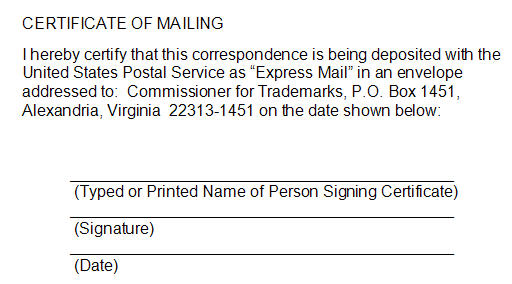 CERTIFICATE OF MAILING
I hereby certify that this correspondence is being deposited with the
United States Postal Service as “Express Mail” in an envelope
addressed to:  Commissioner for Trademarks, P.O. Box 1451,
Alexandria, Virginia  22313-1451 on the date shown below:
(Typed or Printed Name of Person Signing Certificate)
(Signature)
(Date)